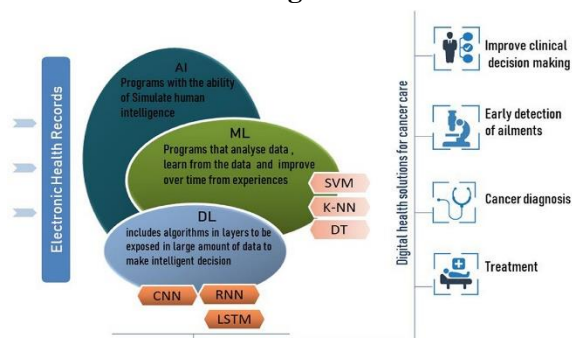 Electronic Health Records
AI
Programs with the ability
of Simulate human
intelligence
ML
Programs that analyse data ,
learn from the data and improve
over time from experiences
SVM
K-NN
DT
DL
includes algorithms in layers to be
exposed in large amount of data to
make intelligent decision
CNN
RNN
LSTM
Digital health solutions for cancer care
Improve clinical
decision making
Early detection
of ailments
Cancer diagnosis
Treatment